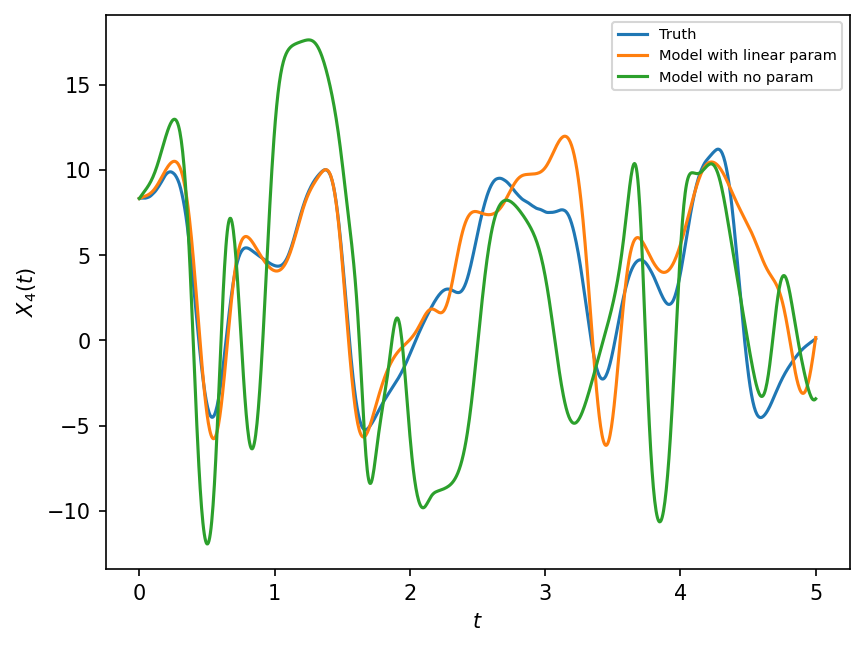 Truth
Model with linear param
Model with no param
15
10
5
0
−5
−10
X₄(t)
0 1 2 3 4 5
t